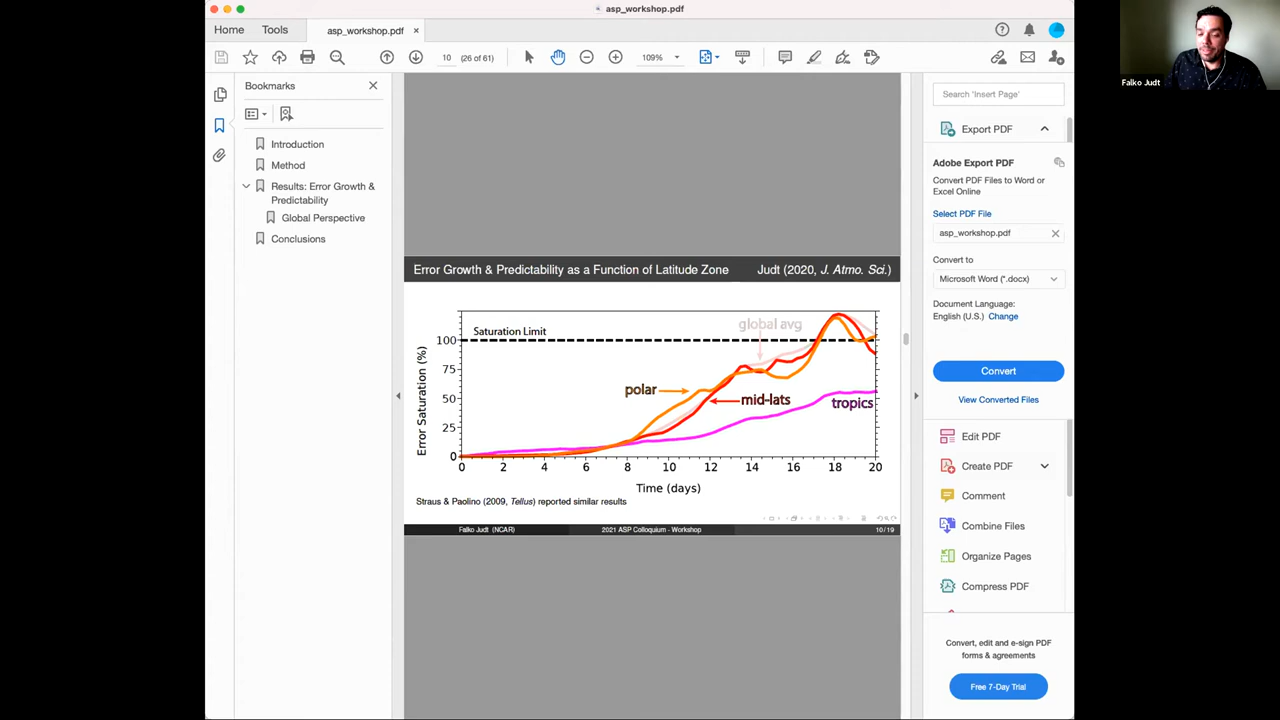 asp_workshop.pdf
Home
Tools
asp_workshop.pdf
×
10
(26 of 61)
109%
Falko Judt
Bookmarks
Introduction
Method
Results: Error Growth &
Predictability
Global Perspective
Conclusions
Error Growth & Predictability as a Function of Latitude Zone
Judt (2020, J. Atmo. Sci.)
Saturation Limit
global avg
polar
mid-lats
tropics
Error Saturation (%)
100
75
50
25
0
0
2
4
6
8
10
12
14
16
18
20
Time (days)
Straus & Paolino (2009, Tellus) reported similar results
Falko Judt (NCAR)
2021 ASP Colloquium - Workshop
10/19
Search 'Insert Page'
Export PDF
Adobe Export PDF
Convert PDF Files to Word or
Excel Online
Select PDF File
asp_workshop.pdf
Convert to
Microsoft Word (*.docx)
Document Language:
English (U.S.) Change
Convert
View Converted Files
Edit PDF
Create PDF
Comment
Combine Files
Organize Pages
Compress PDF
Convert, edit and e-sign PDF
forms & agreements
Free 7-Day Trial